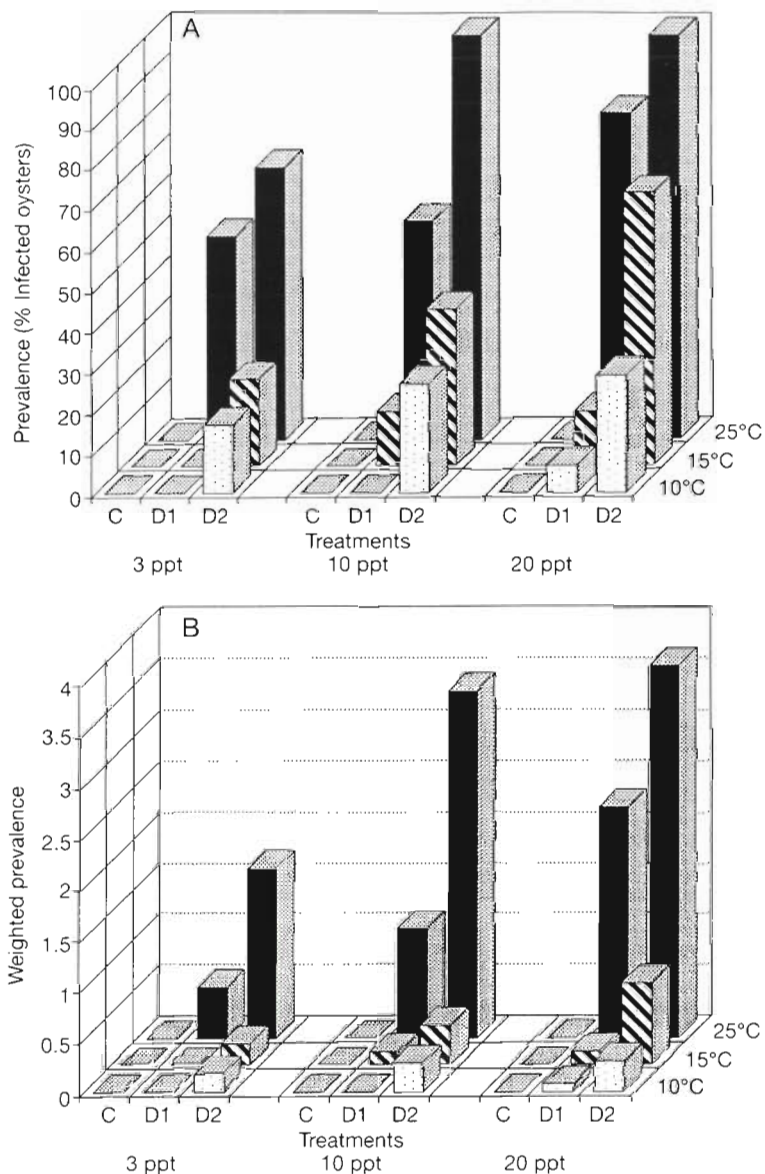 A
Prevalence (% Infected oysters)
100
90
80
70
60
50
40
30
20
10
0
25°C
15°C
10°C
C D1 D2 C D1 D2 C D1 D2
Treatments
3 ppt 10 ppt 20 ppt
B
Weighted prevalence
4
3.5
3
2.5
2
1.5
1
0.5
0
25°C
15°C
10°C
C D1 D2 C D1 D2 C D1 D2
Treatments
3 ppt 10 ppt 20 ppt